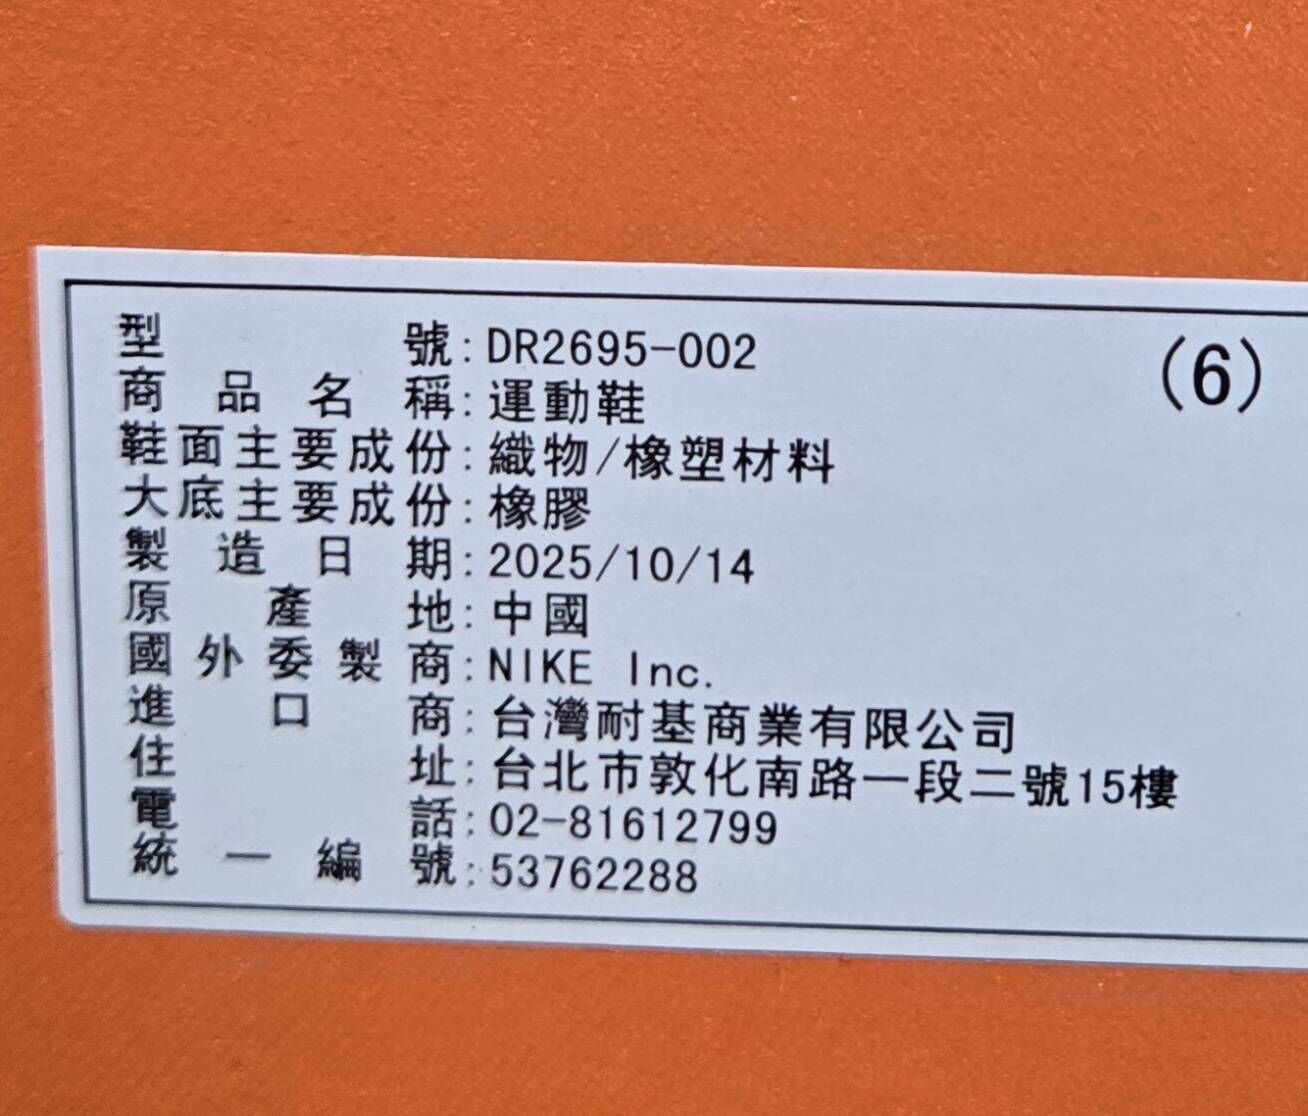 型號:DR2695-002 (6)
商品名稱:運動鞋
鞋面主要成份:織物/橡塑材料
大底主要成份:橡膠
製造日期:2025/10/14
原產地:中國
國外委製商:NIKE Inc.
進口商:台灣耐基商業有限公司
住址:台北市敦化南路一段二號15樓
電話:02-81612799
統一編號:53762288